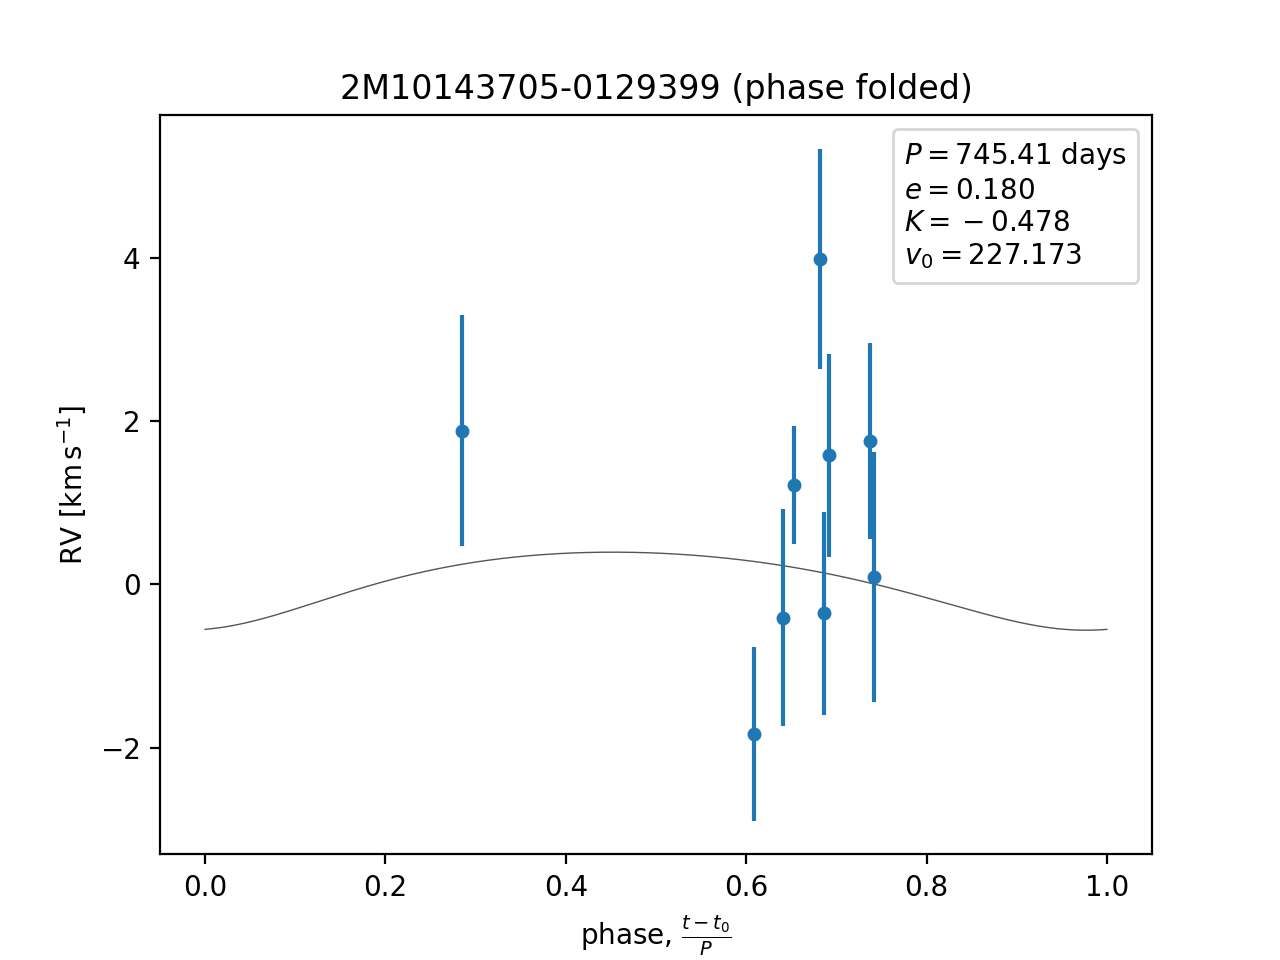 2M10143705-0129399 (phase folded)
P = 745.41 days
e = 0.180
K = −0.478
v₀ = 227.173
4
2
0
−2
RV [km s⁻¹]
0.0 0.2 0.4 0.6 0.8 1.0
phase, (t − t₀)/P